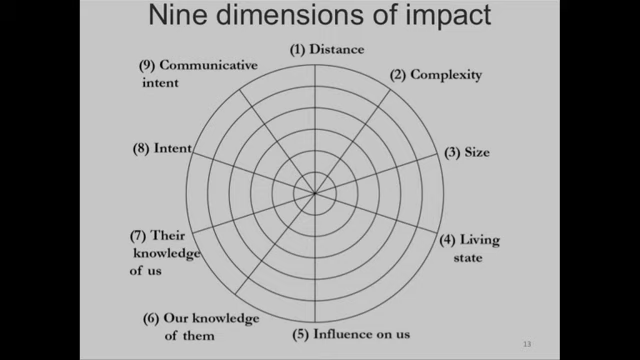 Nine dimensions of impact
(1) Distance
(2) Complexity
(3) Size
(4) Living
state
(5) Influence on us
(6) Our knowledge
of them
(7) Their
knowledge
of us
(8) Intent
(9) Communicative
intent
13